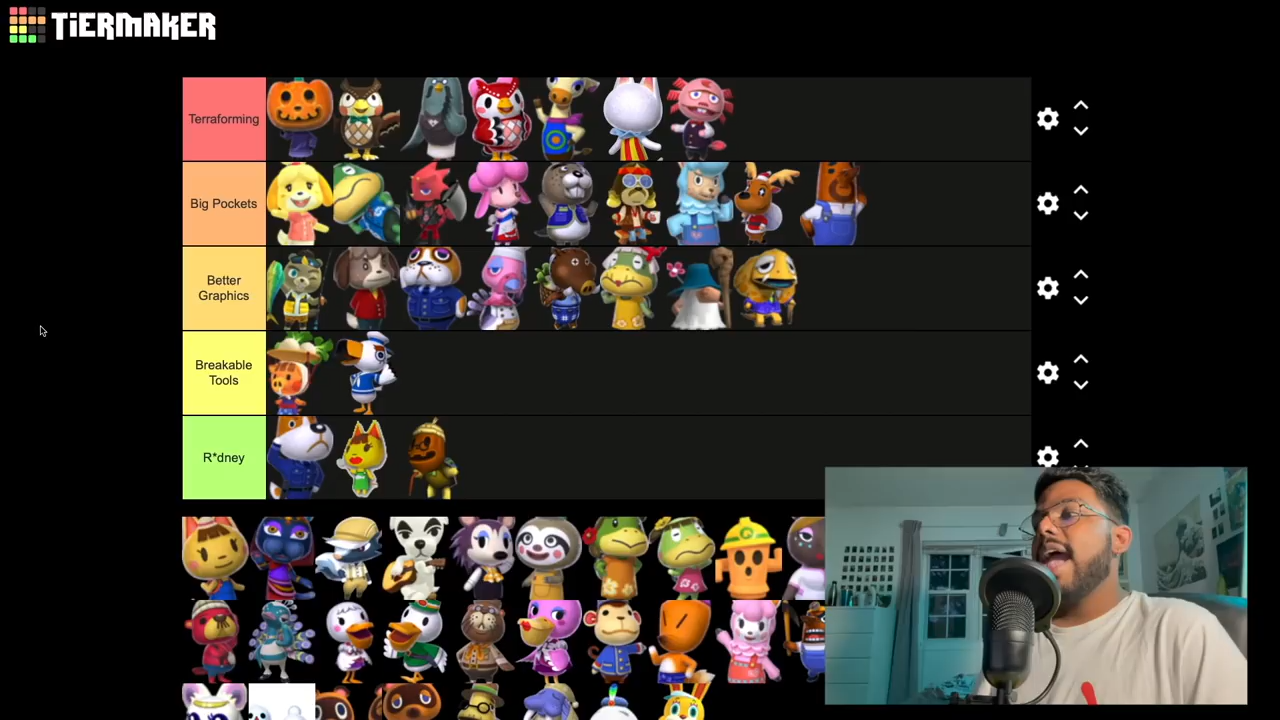 TiERMAKER
Terraforming
Big Pockets
Better
Graphics
Breakable
Tools
R*dney